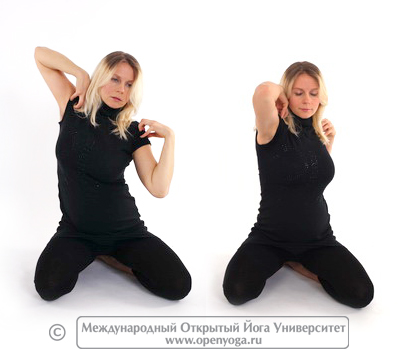 © Международный Открытый Йога Университет
www.openyoga.ru